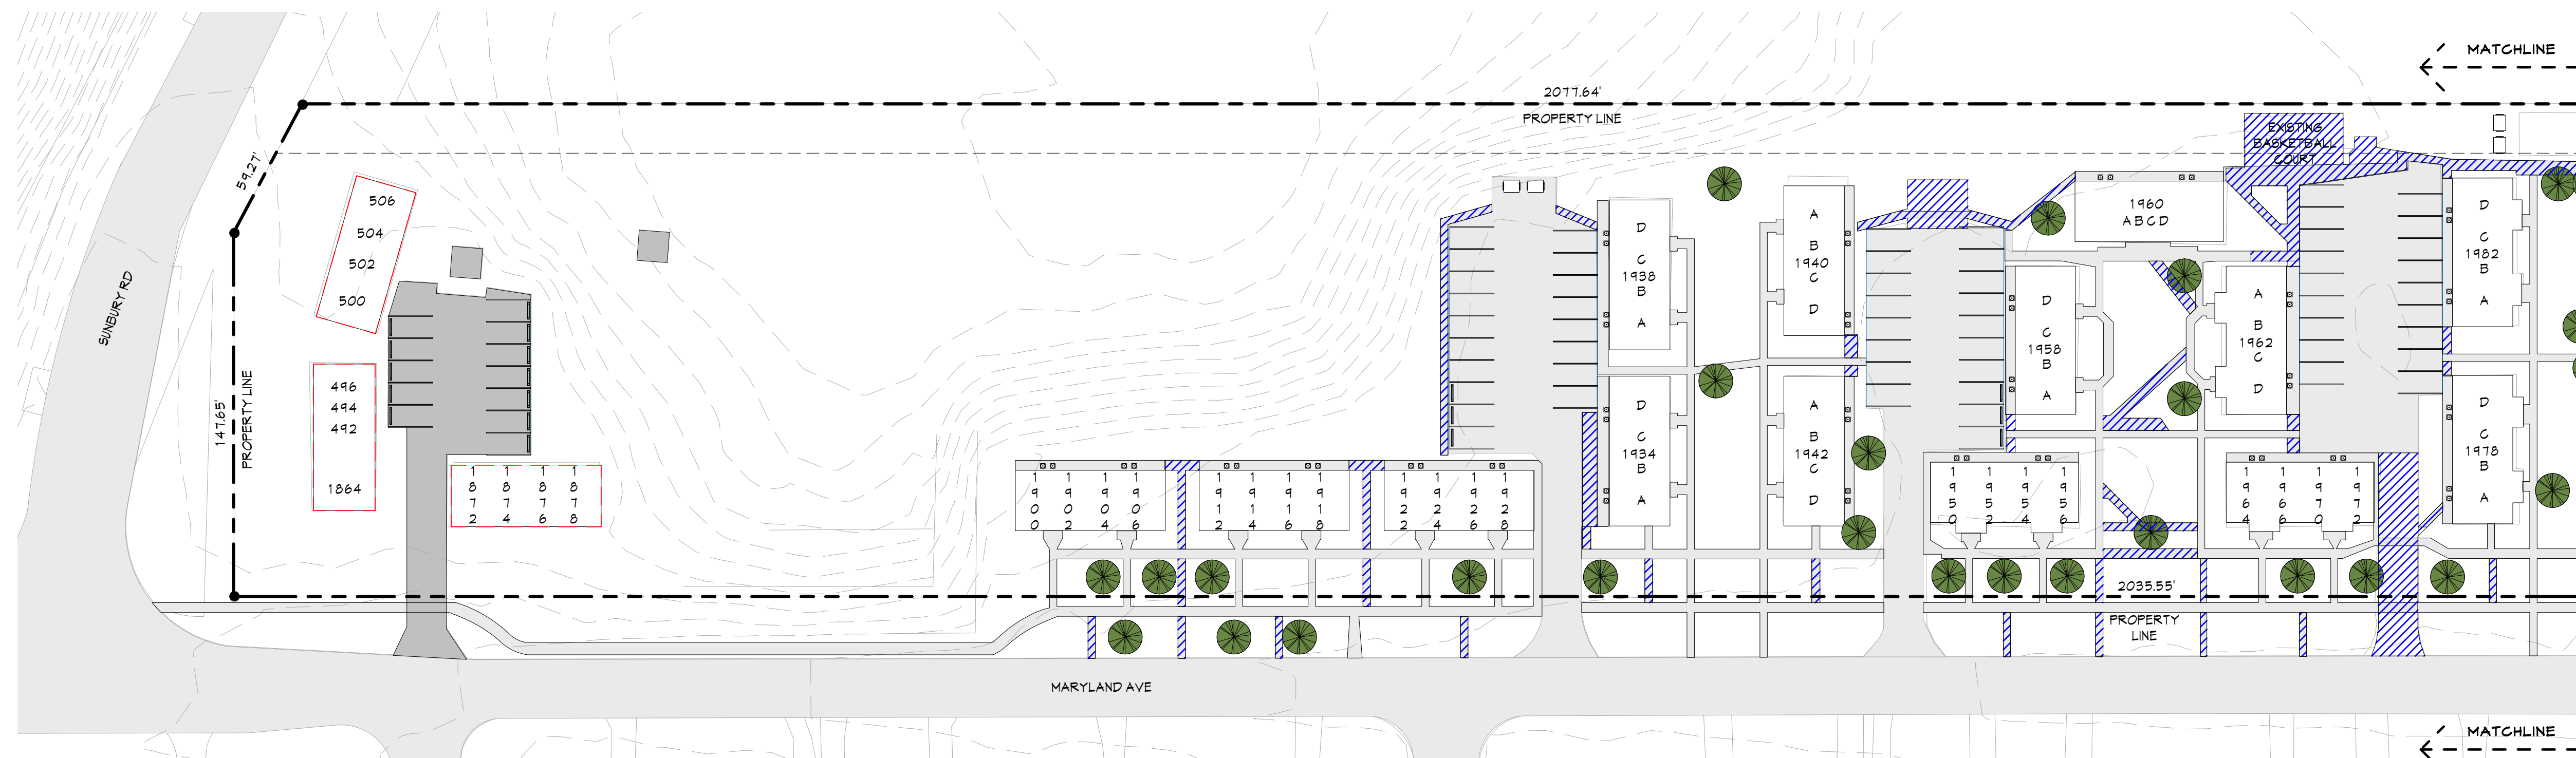 MATCHLINE
2077.64'
PROPERTY LINE
EXISTING
BASKETBALL
COURT
59.27'
SUNBURY RD
147.65'
PROPERTY LINE
506
504
502
500
496
494
492
1864
1872
1874
1876
1878
1900
1902
1904
1906
1912
1914
1916
1918
1922
1924
1926
1928
D
C
1938
B
A
D
C
1934
B
A
A
B
1940
C
D
A
B
1942
C
D
1960
ABCD
D
C
1958
B
A
A
B
1962
C
D
1950
1952
1954
1956
1964
1966
1970
1972
D
C
1982
B
A
D
C
1978
B
A
2035.55'
PROPERTY
LINE
MARYLAND AVE
MATCHLINE